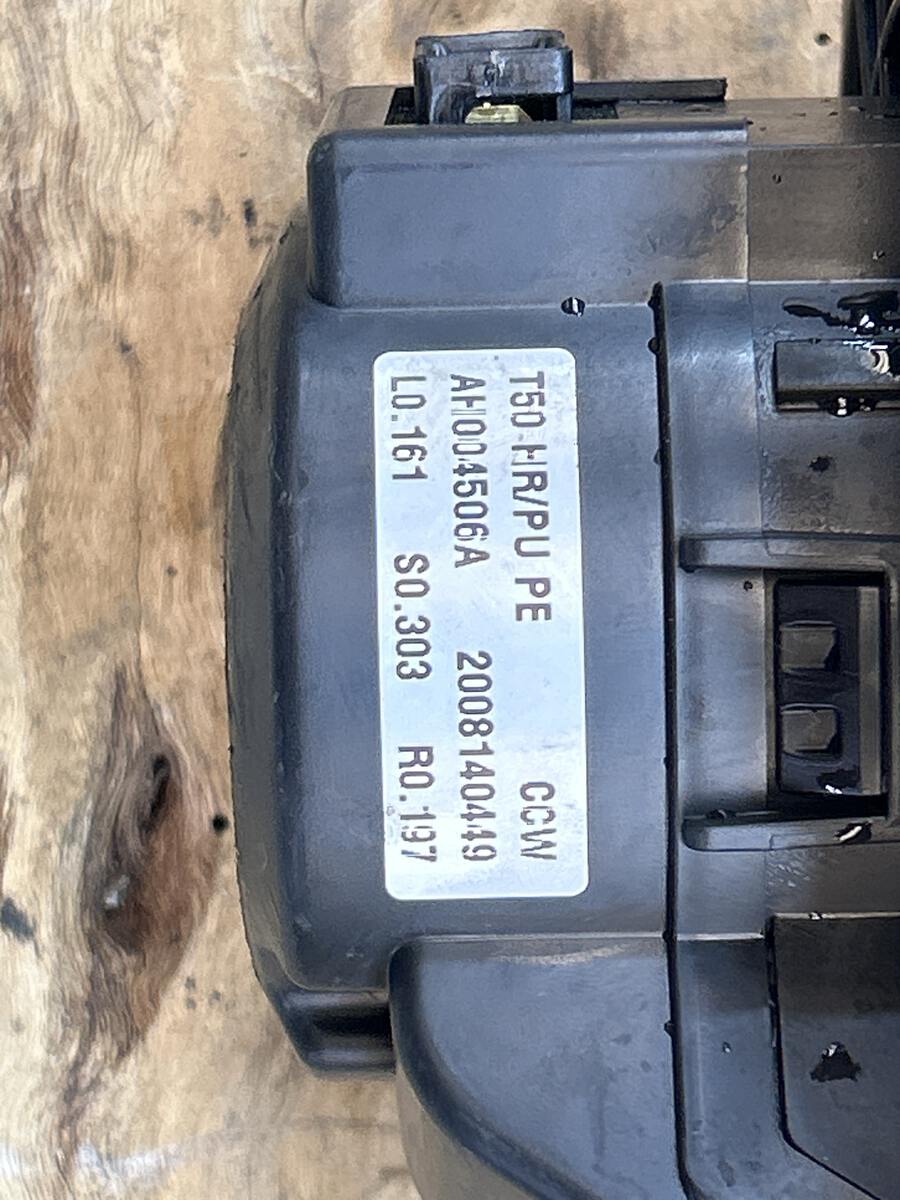 T50 HR/PU PE CCW
AH004506A 2008140449
L0.161 S0.303 R0.197